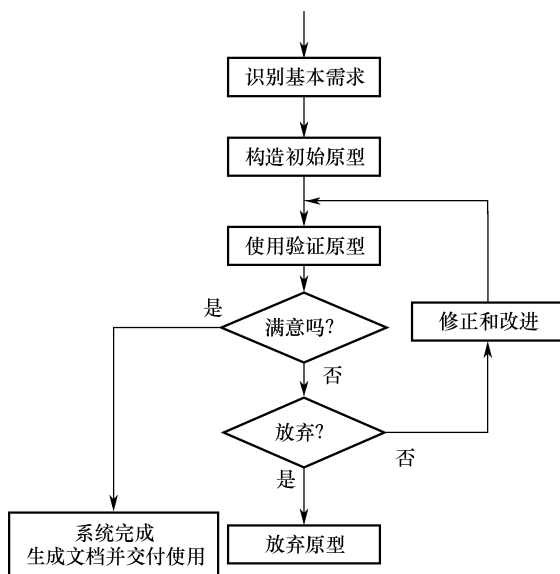 识别基本需求
构造初始原型
使用验证原型
是
满意吗?
修正和改进
否
放弃?
否
是
系统完成
生成文档并交付使用
放弃原型